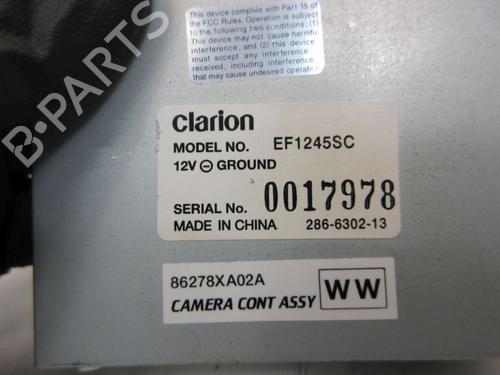 This device complies with Part 15 of
the FCC Rules. Operation is subject
to the following two conditions: (1)
This device may not cause harmful
interference, and (2) this device
must accept any interference
received, including interference
that may cause undesired operation.
B-PARTS
Clarion
MODEL NO. EF1245SC
12V ⊖ GROUND
SERIAL No. 0017978
MADE IN CHINA 286-6302-13
86278XA02A
CAMERA CONT ASSY
WW